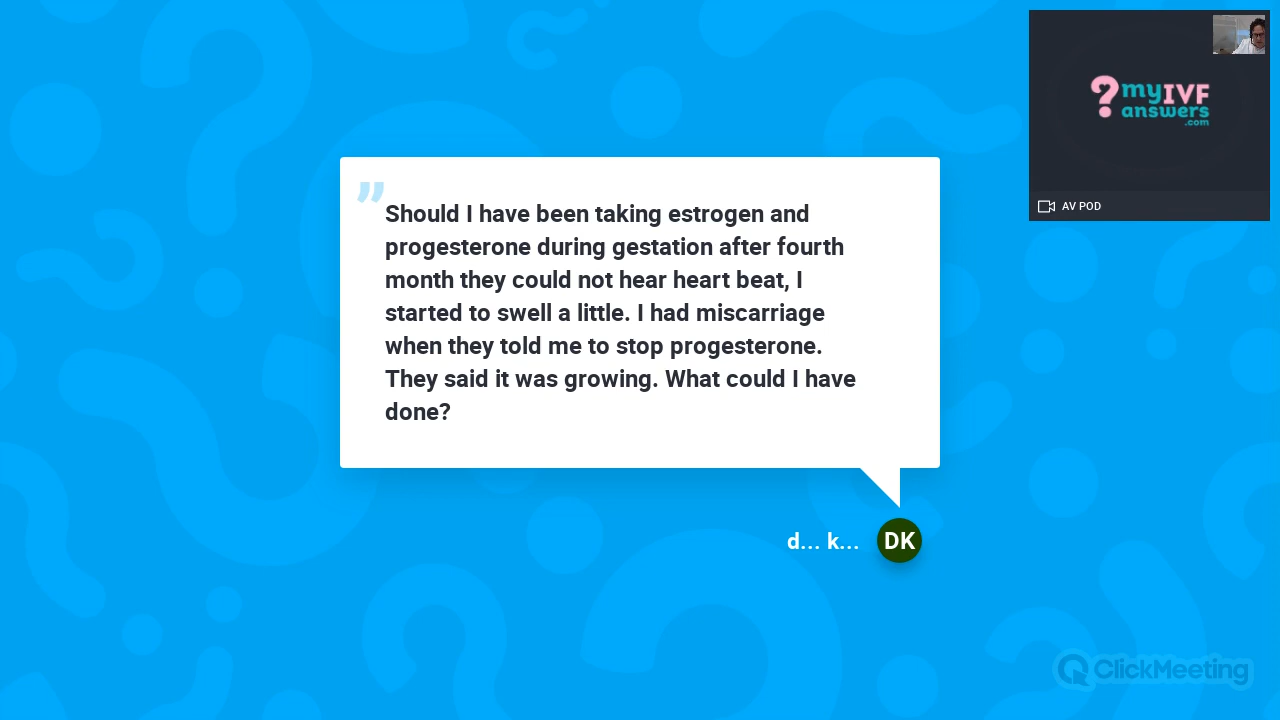 ”
Should I have been taking estrogen and
progesterone during gestation after fourth
month they could not hear heart beat, I
started to swell a little. I had miscarriage
when they told me to stop progesterone.
They said it was growing. What could I have
done?
d... k...
DK
? myIVF
answers
.com
AV POD
ClickMeeting